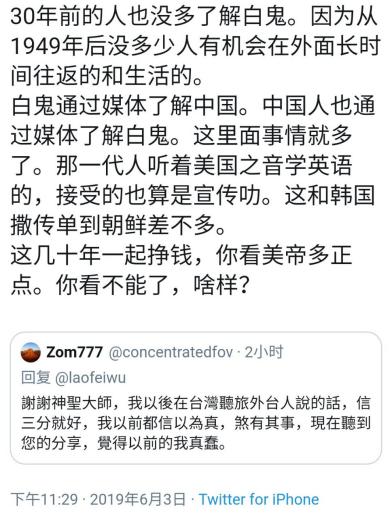 30年前的人也没多了解白鬼。因为从
1949年后没多少人有机会在外面长时
间往返的和生活的。
白鬼通过媒体了解中国。中国人也通
过媒体了解白鬼。这里面事情就多
了。那一代人听着美国之音学英语
的，接受的也算是宣传叻。这和韩国
撒传单到朝鲜差不多。
这几十年一起挣钱，你看美帝多正
点。你看不能了，啥样？
Zom777 @concentratedfov · 2小时
回复 @laofeiwu
謝謝神聖大師，我以後在台灣聽旅外台人說的話，信
三分就好，我以前都信以為真，煞有其事，現在聽到
您的分享，覺得以前的我真蠢。
下午11:29 · 2019年6月3日 · Twitter for iPhone